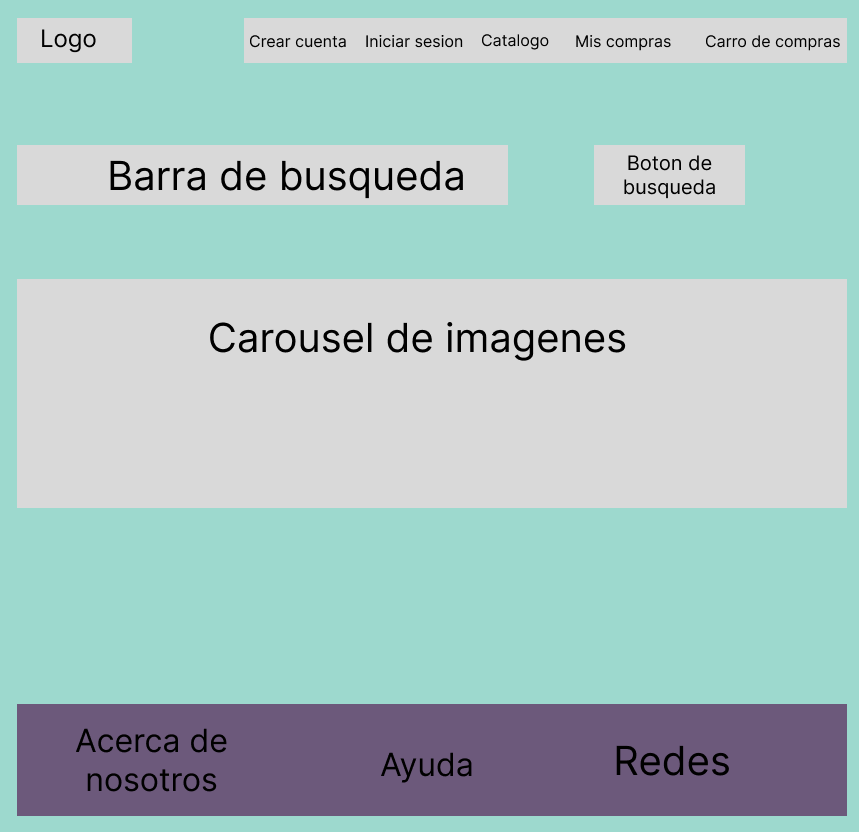 Logo
Crear cuenta
Iniciar sesion
Catalogo
Mis compras
Carro de compras
Barra de busqueda
Boton de
busqueda
Carousel de imagenes
Acerca de
nosotros
Ayuda
Redes